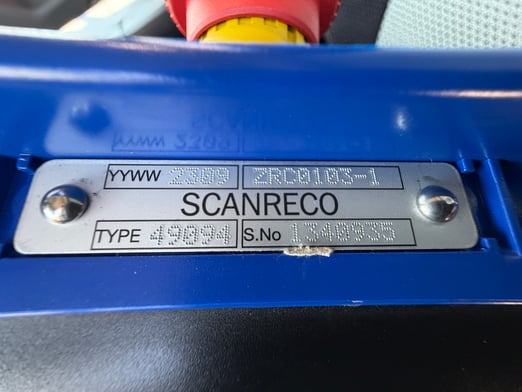 YYWW 2309 ZRC0103-1
SCANRECO
TYPE 49094 S.No 1340935